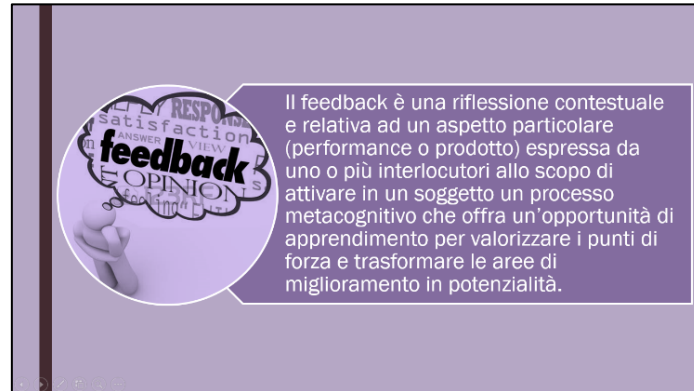 RESPON
satisfaction
ANSWER VIEW
feedback
OPINION
Il feedback è una riflessione contestuale
e relativa ad un aspetto particolare
(performance o prodotto) espressa da
uno o più interlocutori allo scopo di
attivare in un soggetto un processo
metacognitivo che offra un’opportunità di
apprendimento per valorizzare i punti di
forza e trasformare le aree di
miglioramento in potenzialità.